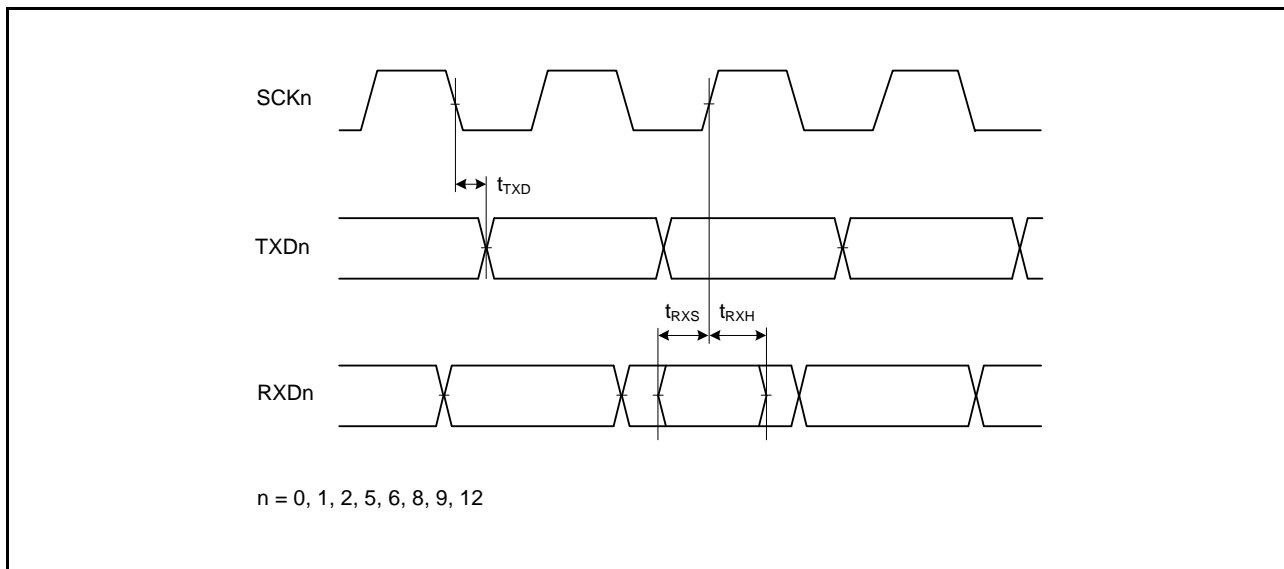 SCKn
tTXD
TXDn
tRXS tRXH
RXDn
n = 0, 1, 2, 5, 6, 8, 9, 12